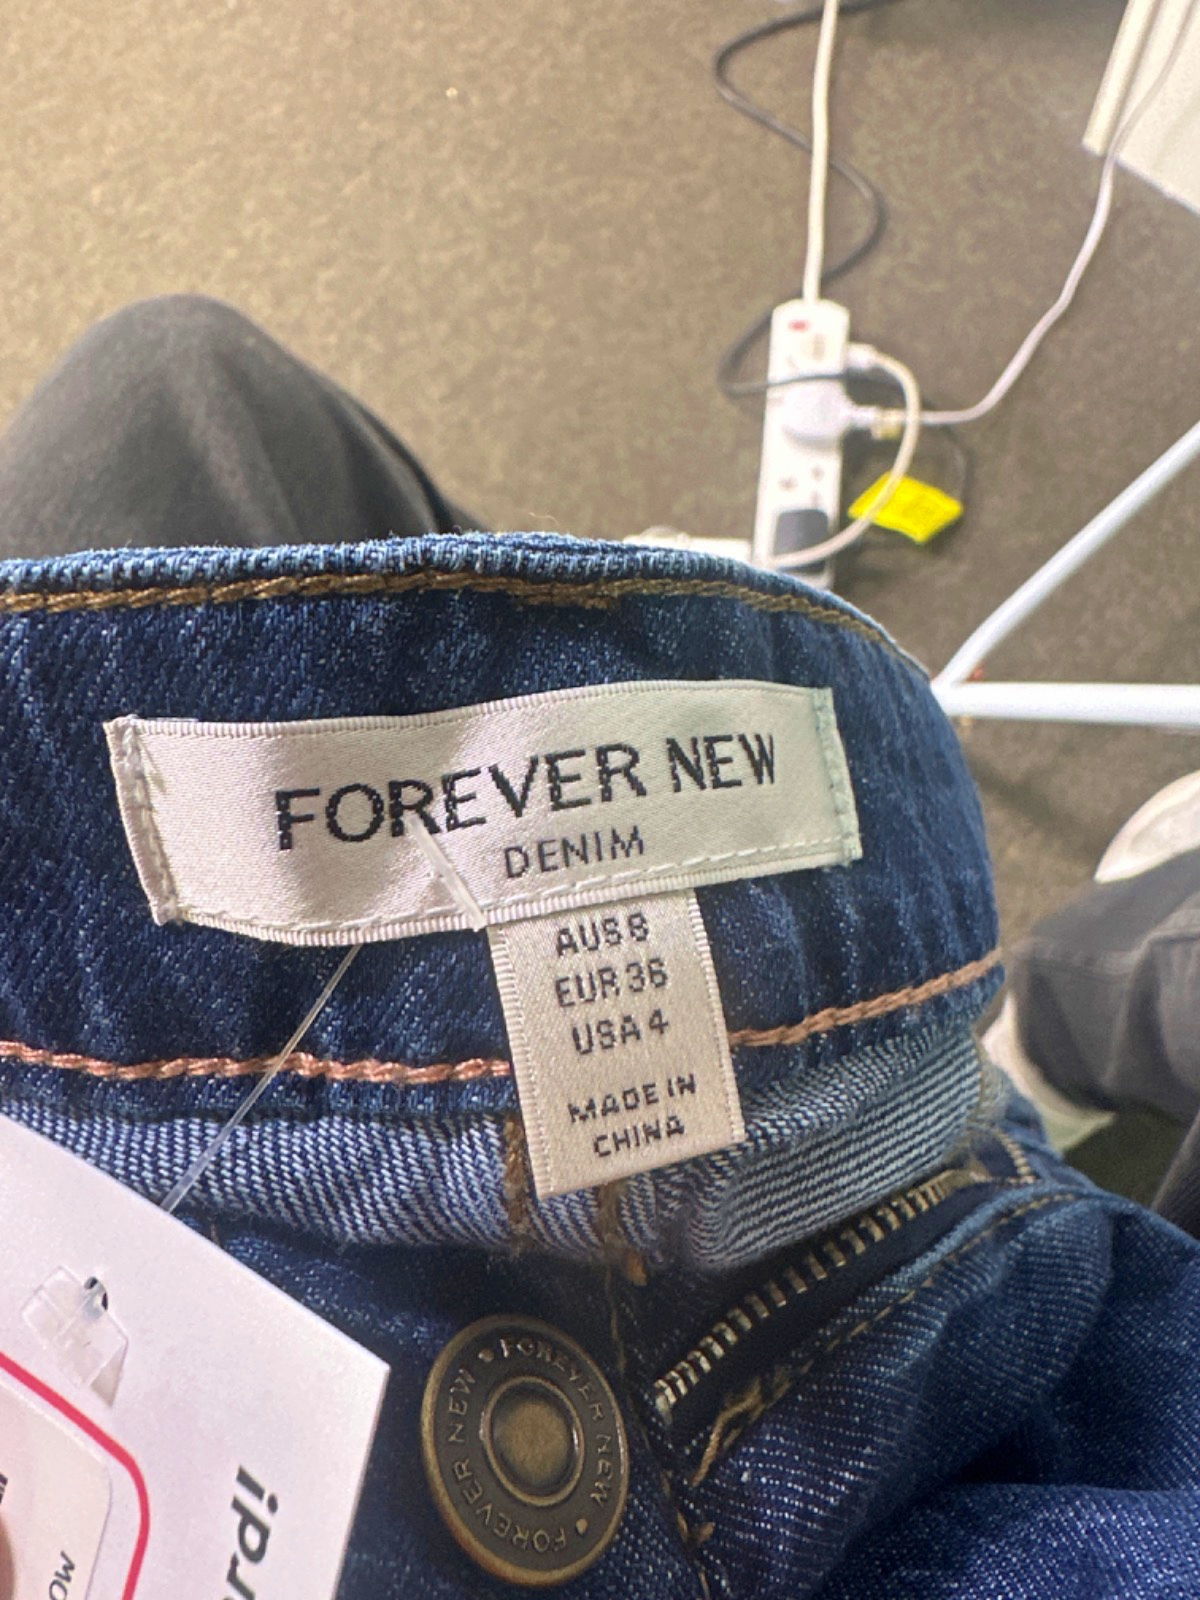 FOREVER NEW
DENIM
AUS 8
EUR 36
USA 4
MADE IN
CHINA
FOREVER NEW • FOREVER NEW •